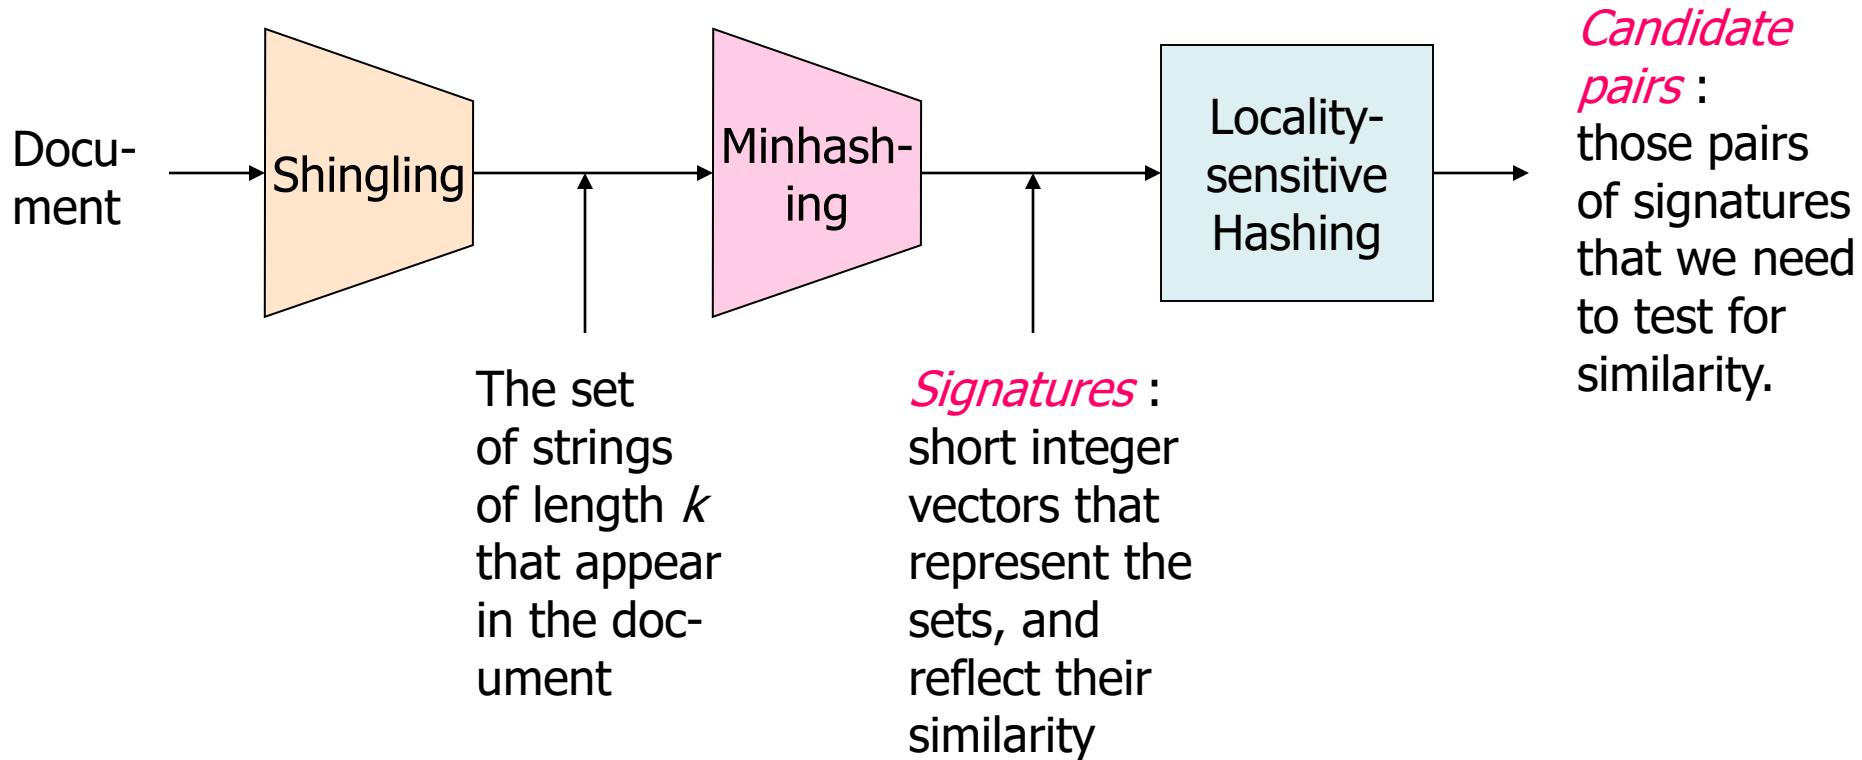 Docu-
ment
Shingling
The set
of strings
of length k
that appear
in the doc-
ument
Minhash-
ing
Signatures :
short integer
vectors that
represent the
sets, and
reflect their
similarity
Locality-
sensitive
Hashing
Candidate
pairs :
those pairs
of signatures
that we need
to test for
similarity.